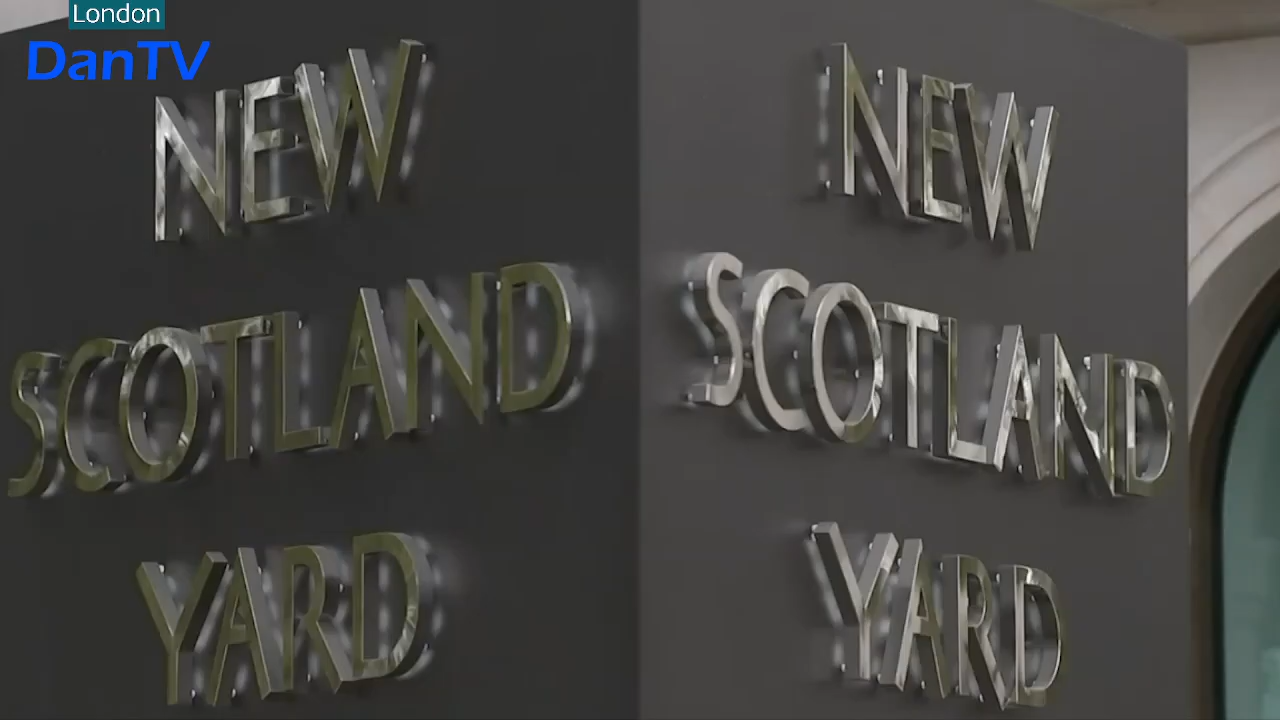 London
DanTV
NEW
SCOTLAND
YARD
NEW
SCOTLAND
YARD